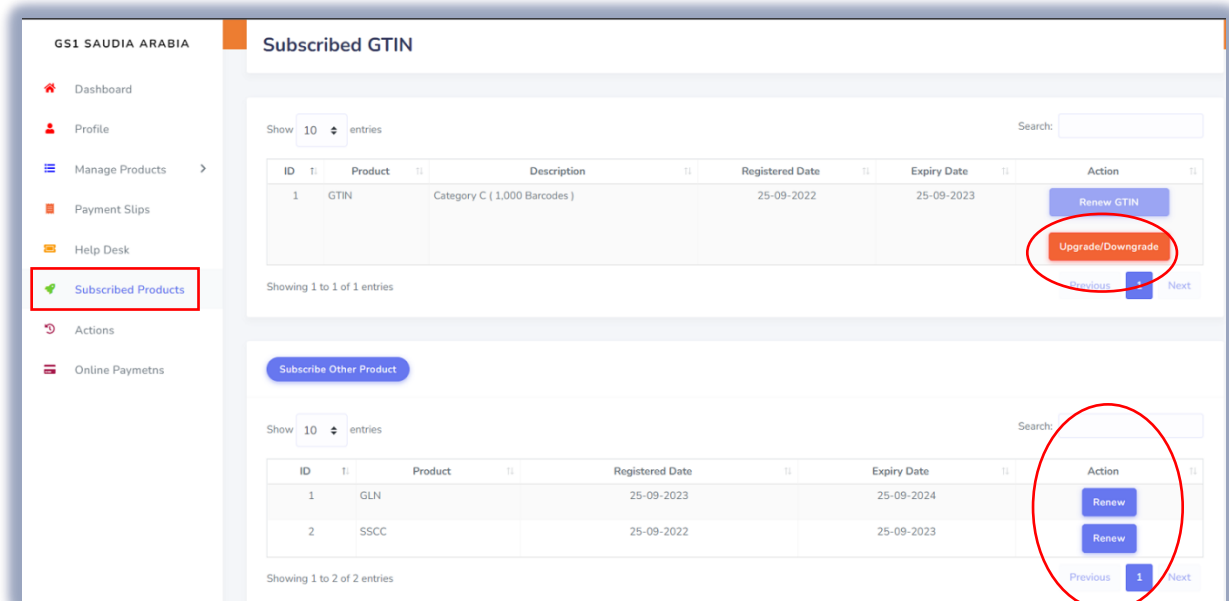 GS1 SAUDIA ARABIA
Dashboard
Profile
Manage Products
Payment Slips
Help Desk
Subscribed Products
Actions
Online Paymetns
Subscribed GTIN
Show 10 entries Search:
ID Product Description Registered Date Expiry Date Action
1 GTIN Category C ( 1,000 Barcodes ) 25-09-2022 25-09-2023 Renew GTIN
Upgrade/Downgrade
Showing 1 to 1 of 1 entries Previous 1 Next
Subscribe Other Product
Show 10 entries Search:
ID Product Registered Date Expiry Date Action
1 GLN 25-09-2023 25-09-2024 Renew
2 SSCC 25-09-2022 25-09-2023 Renew
Showing 1 to 2 of 2 entries Previous 1 Next